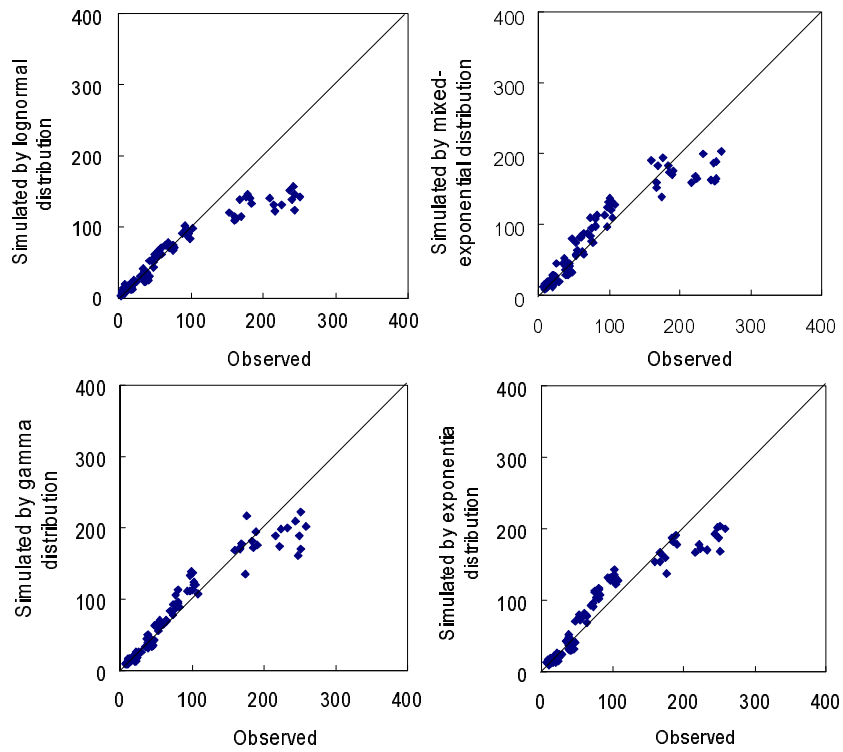 Simulated by lognormal
distribution
400
300
200
100
0
0 100 200 300 400
Observed
Simulated by mixed-
exponential distribution
400
300
200
100
0
0 100 200 300 400
Observed
Simulated by gamma
distribution
400
300
200
100
0
0 100 200 300 400
Observed
Simulated by exponentia
distribution
400
300
200
100
0
0 100 200 300 400
Observed